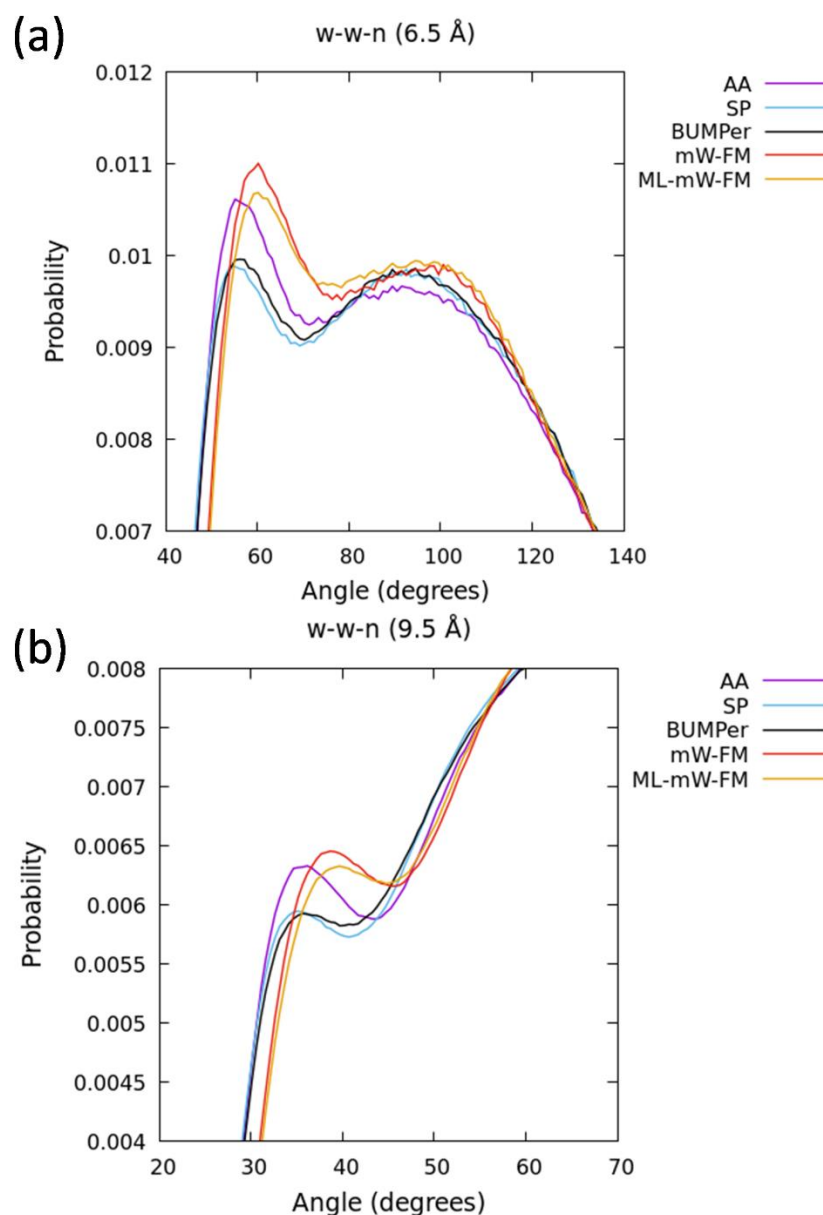 (a)
w-w-n (6.5 Å)
0.012
0.011
0.01
0.009
0.008
0.007
Probability
40
60
80
100
120
140
Angle (degrees)
AA
SP
BUMPer
mW-FM
ML-mW-FM
(b)
w-w-n (9.5 Å)
0.008
0.0075
0.007
0.0065
0.006
0.0055
0.005
0.0045
0.004
Probability
20
30
40
50
60
70
Angle (degrees)
AA
SP
BUMPer
mW-FM
ML-mW-FM